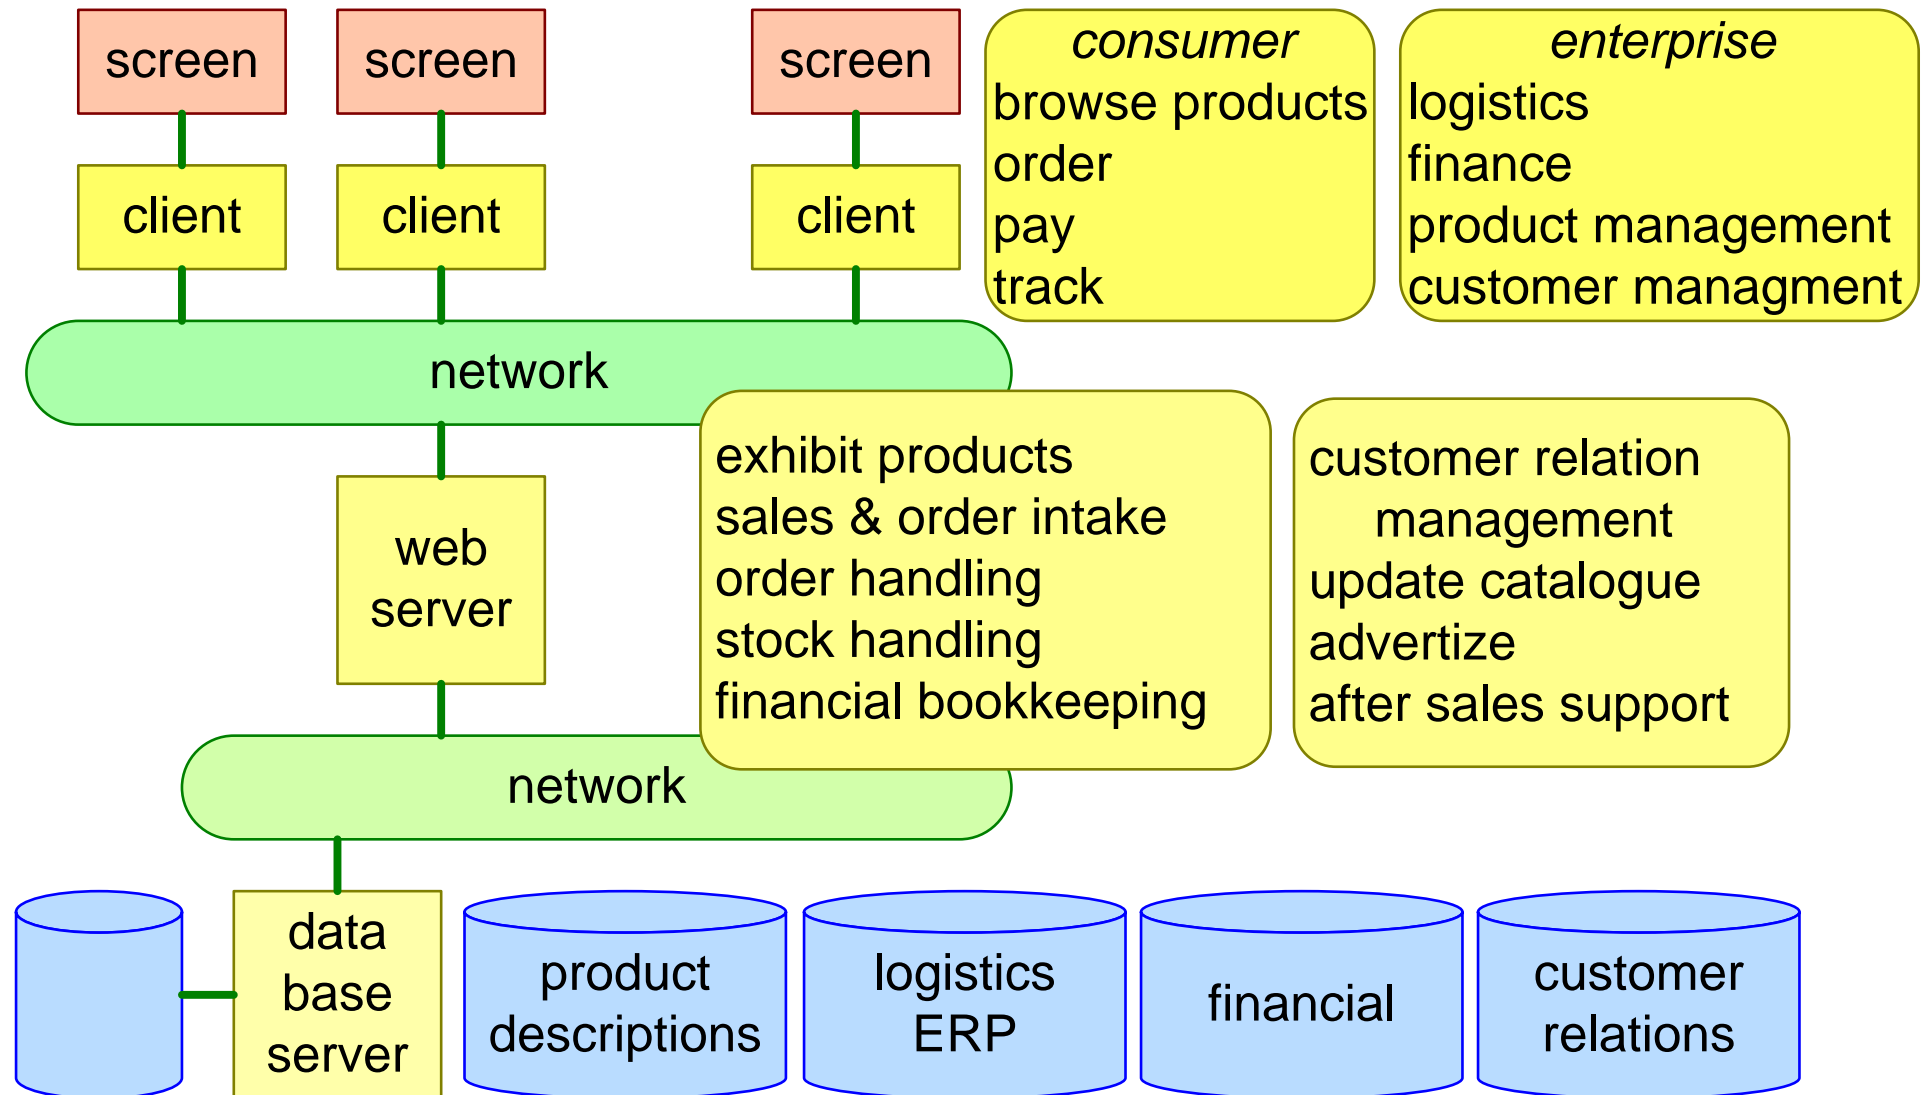 screen
screen
screen
client
client
client
consumer
browse products
order
pay
track
enterprise
logistics
finance
product management
customer managment
network
web
server
exhibit products
sales & order intake
order handling
stock handling
financial bookkeeping
customer relation
management
update catalogue
advertize
after sales support
network
data
base
server
product
descriptions
logistics
ERP
financial
customer
relations